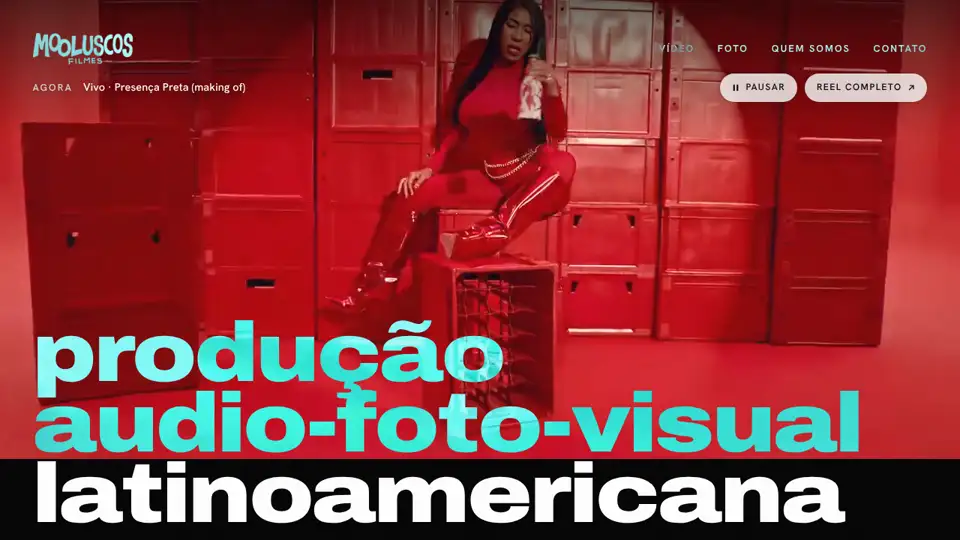 MOOLUSCOS
FILMES
VÍDEO FOTO QUEM SOMOS CONTATO
AGORA Vivo · Presença Preta (making of)
PAUSAR REEL COMPLETO ↗
produção
audio-foto-visual
latinoamericana